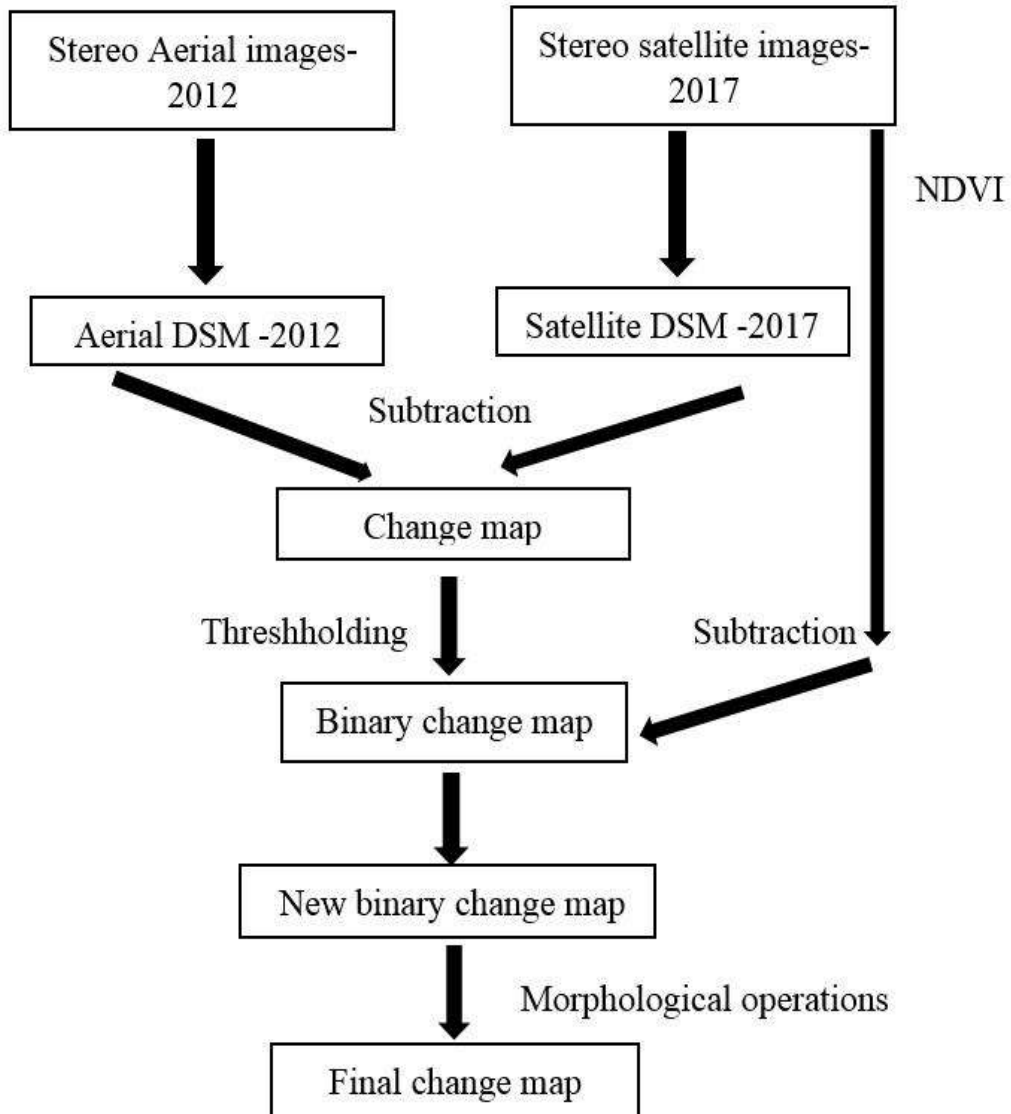 Stereo Aerial images-
2012
Stereo satellite images-
2017
NDVI
Aerial DSM -2012
Satellite DSM -2017
Subtraction
Change map
Threshholding
Subtraction
Binary change map
New binary change map
Morphological operations
Final change map